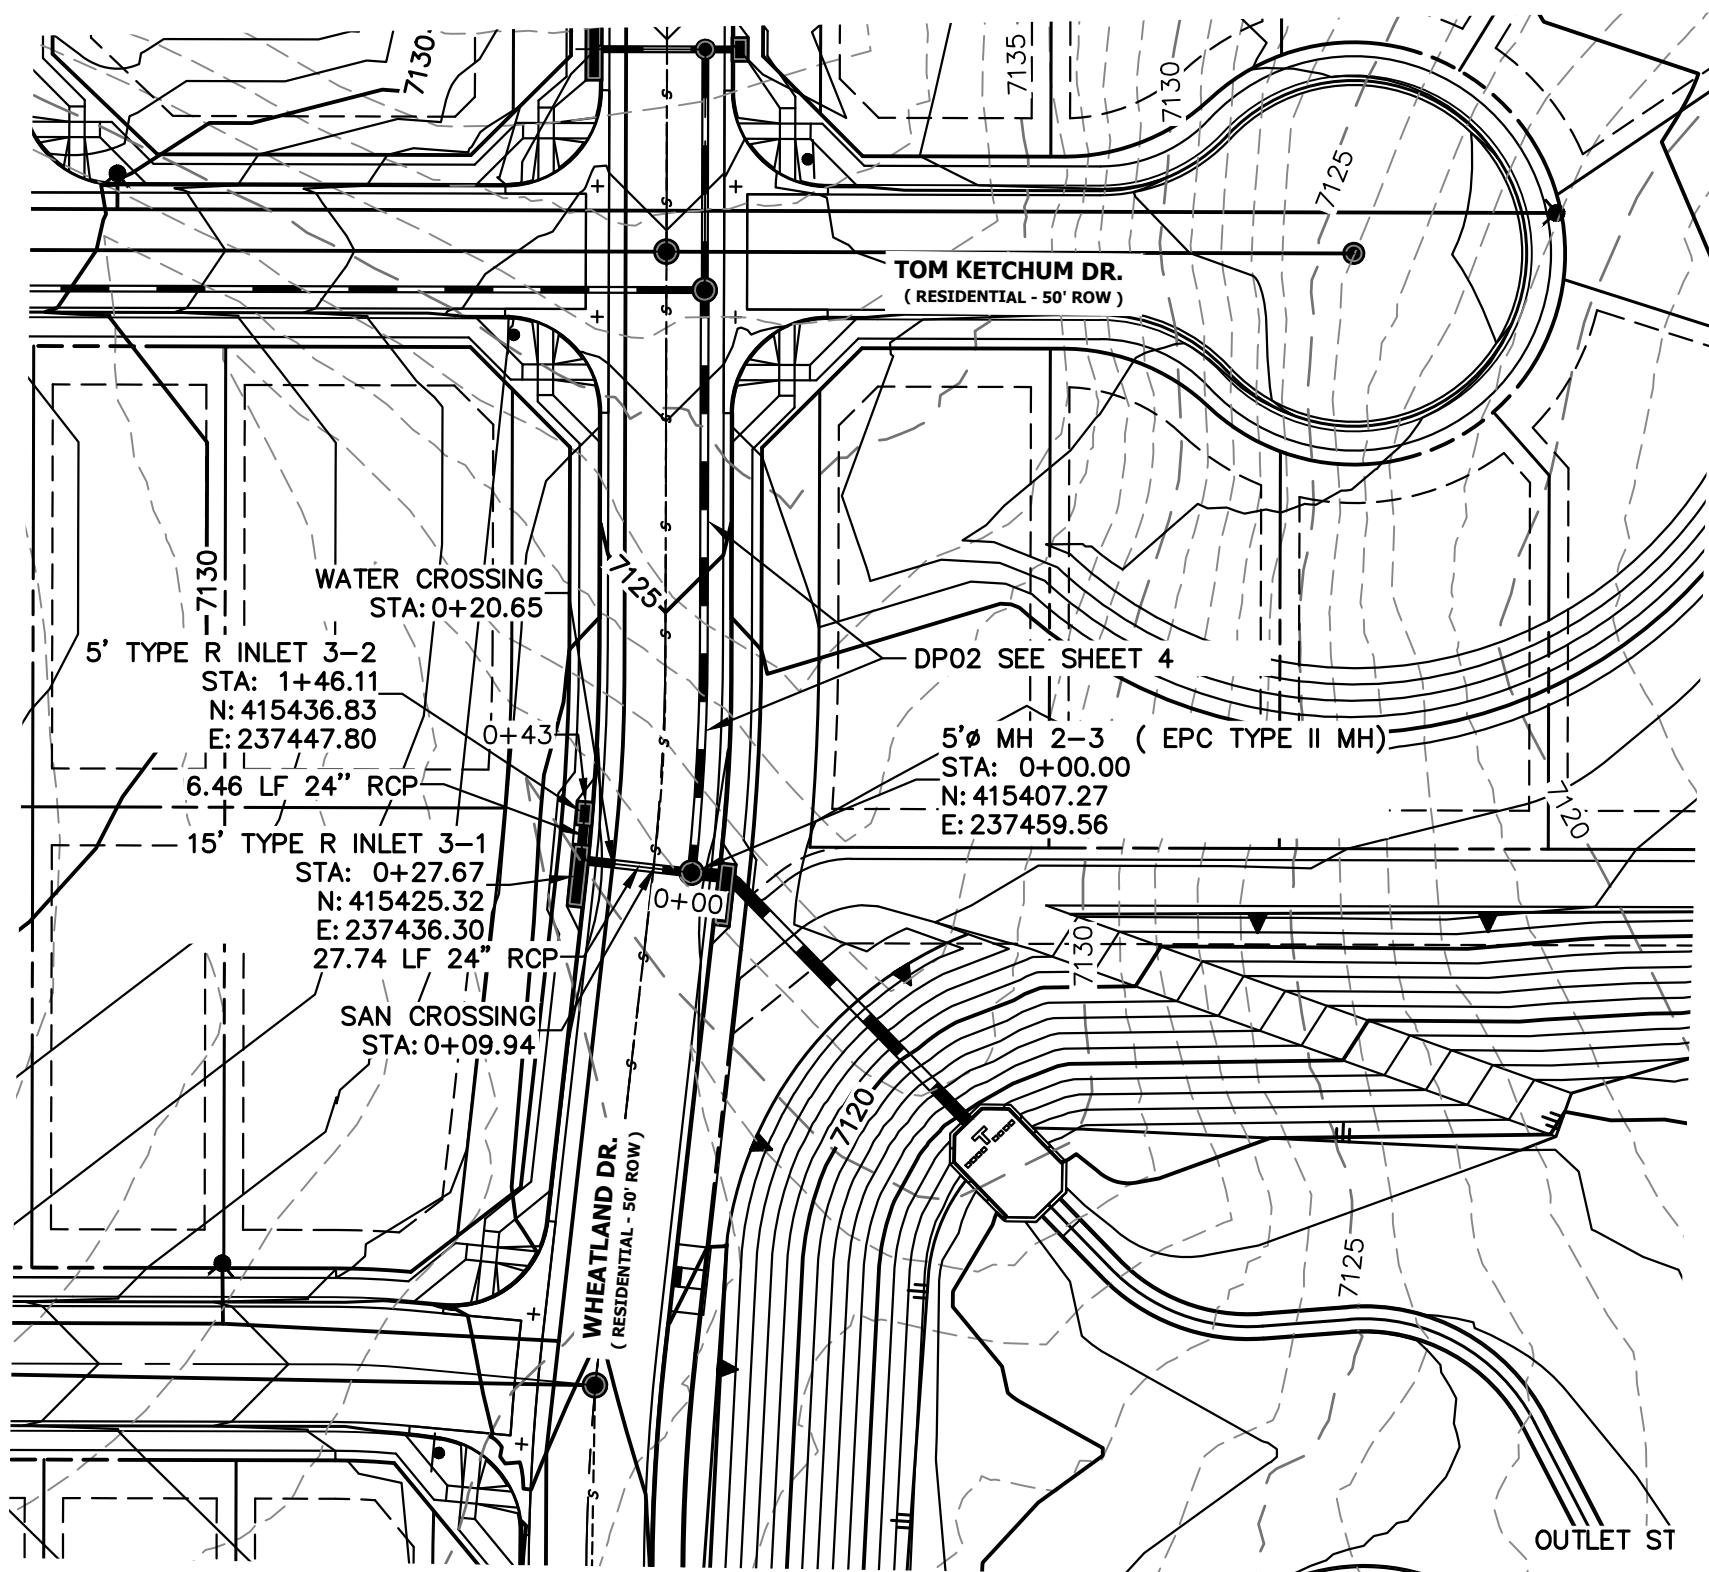 7130
7135
7130
7125
TOM KETCHUM DR.
( RESIDENTIAL - 50' ROW )
7130
WATER CROSSING
STA: 0+20.65
7125
5' TYPE R INLET 3-2
STA: 1+46.11
N: 415436.83
E: 237447.80
DP02 SEE SHEET 4
0+43
5'ø MH 2-3 ( EPC TYPE II MH)
STA: 0+00.00
N: 415407.27
E: 237459.56
6.46 LF 24" RCP
7120
15' TYPE R INLET 3-1
STA: 0+27.67
N: 415425.32
E: 237436.30
27.74 LF 24" RCP
0+00
7130
SAN CROSSING
STA: 0+09.94
7120
T
WHEATLAND DR.
( RESIDENTIAL - 50' ROW )
7125
OUTLET ST
S
S
S
S
S
S
S
S
S
S
S